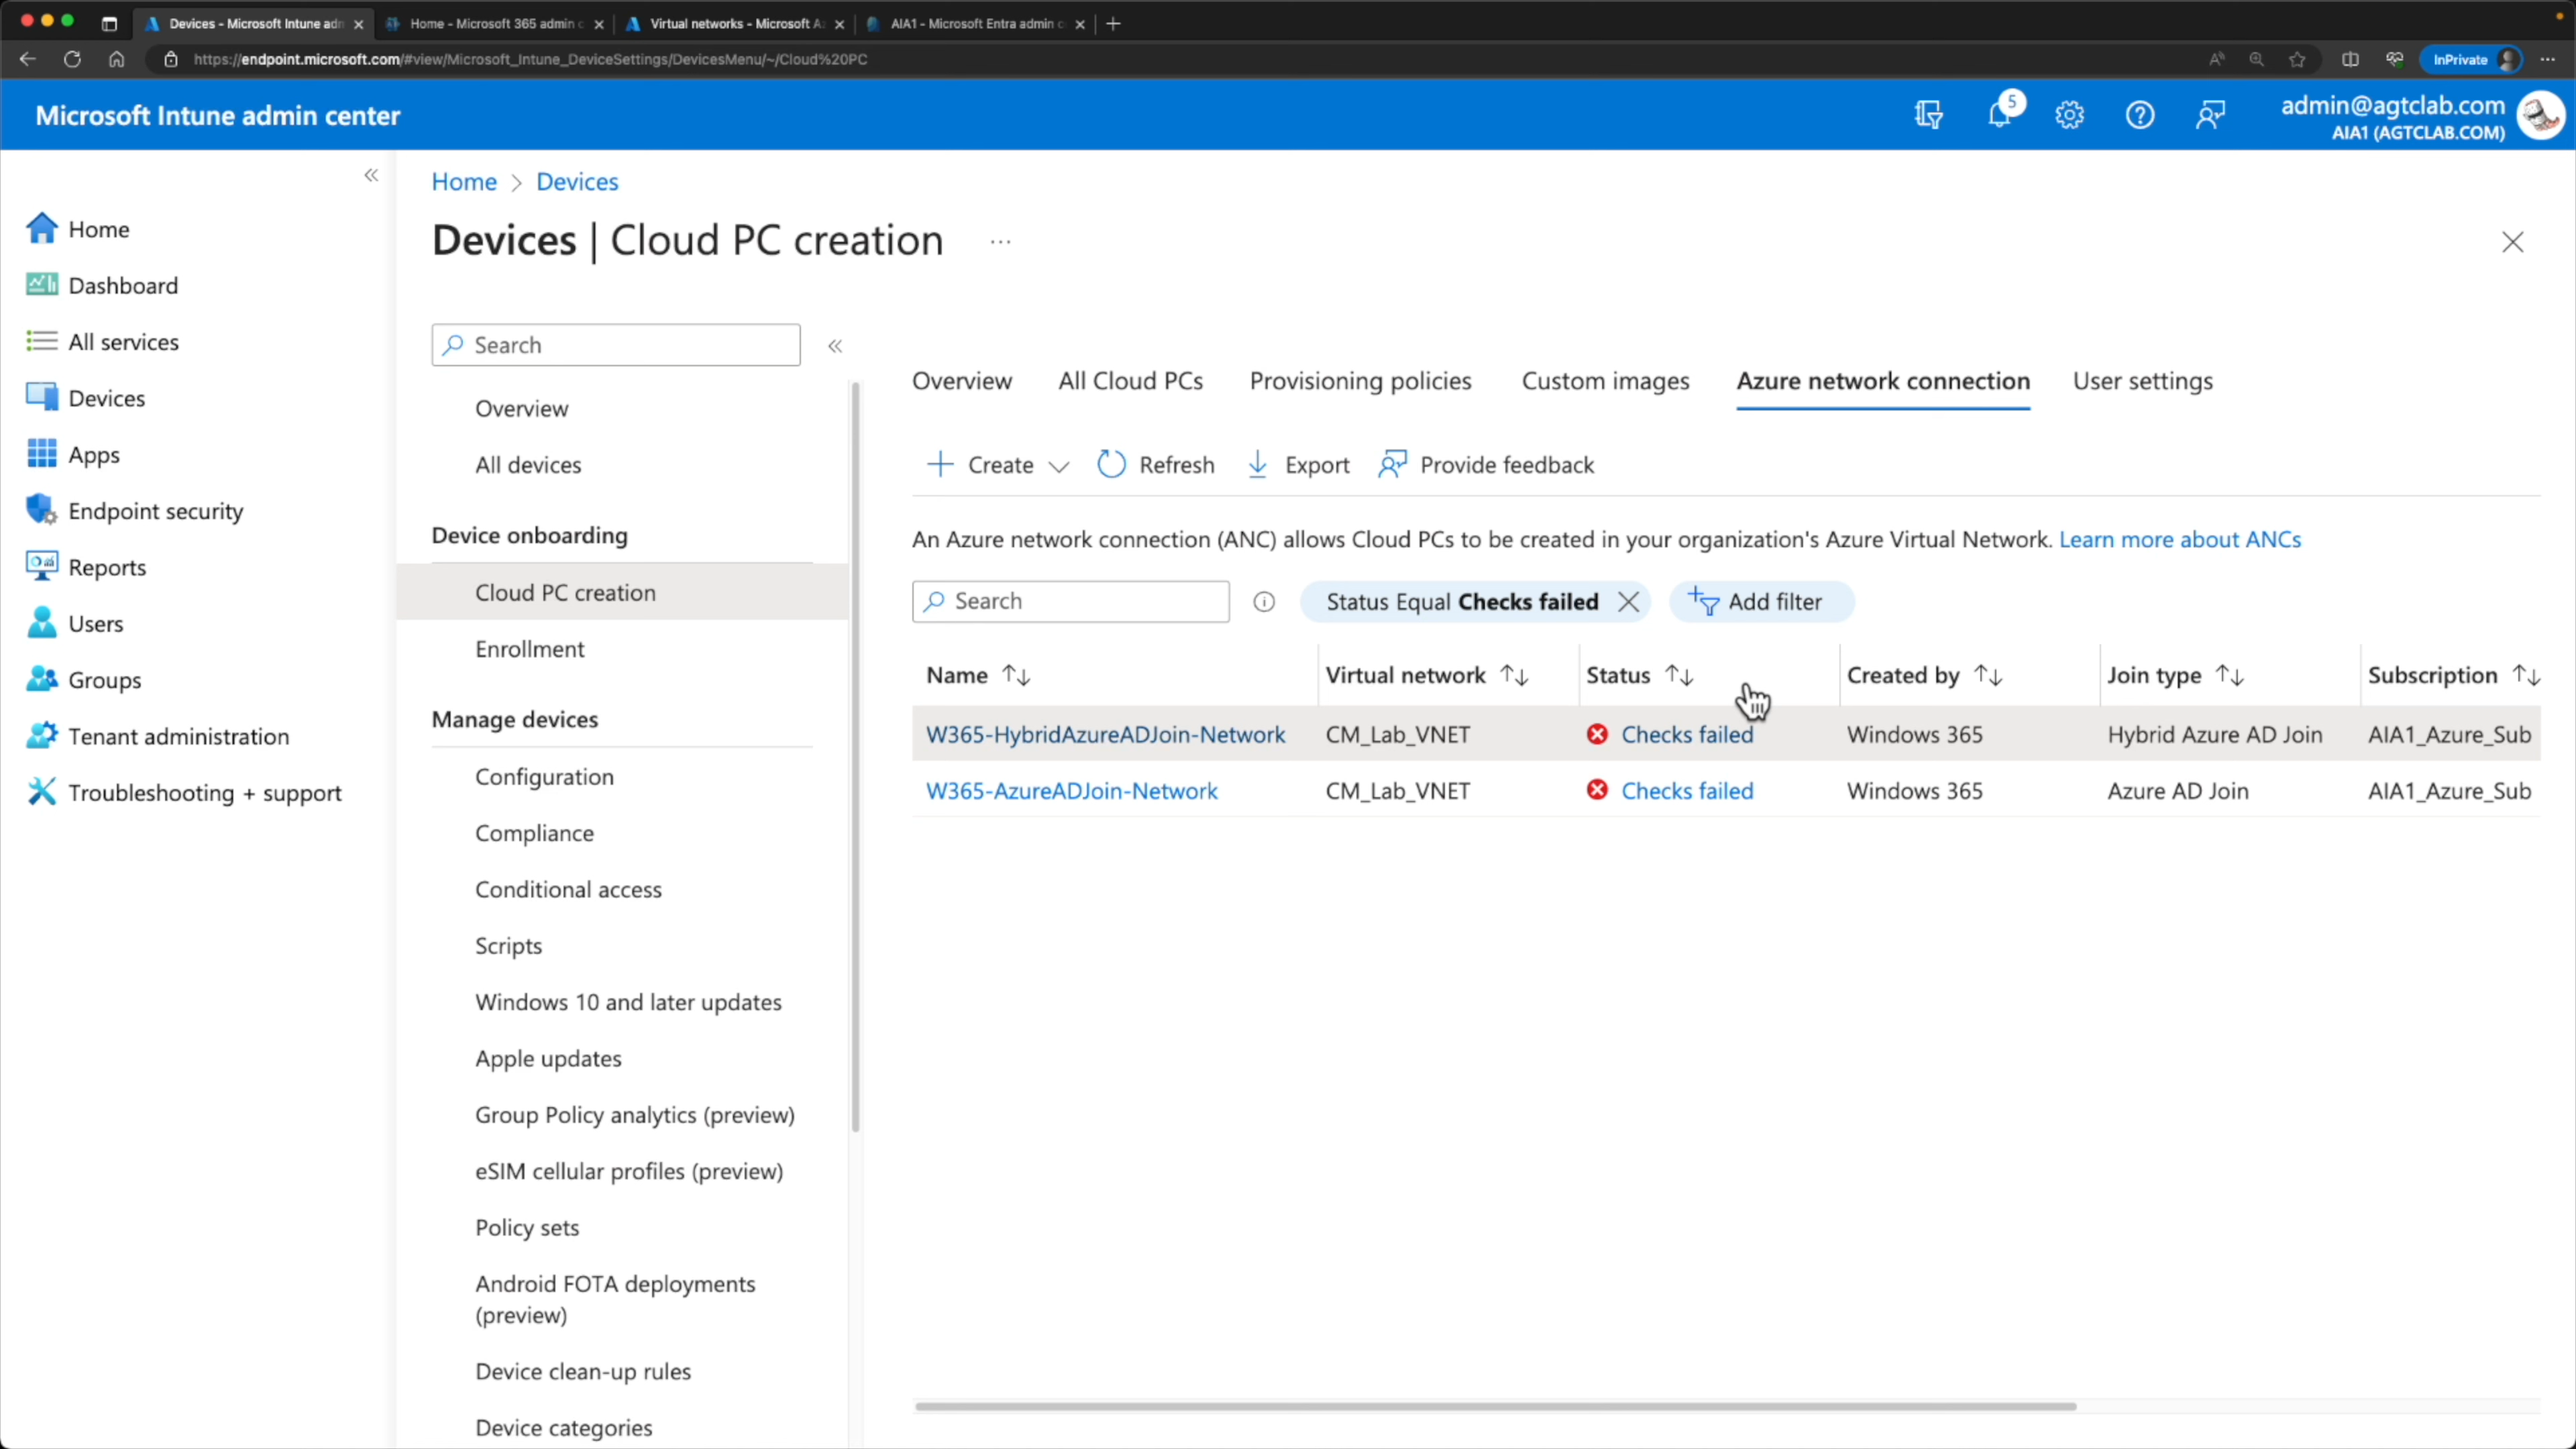 Devices - Microsoft Intune adn
Home - Microsoft 365 admin c
Virtual networks - Microsoft A
AIA1 - Microsoft Entra admin c
https://endpoint.microsoft.com/#view/Microsoft_Intune_DeviceSettings/DevicesMenu/~/Cloud%20PC
InPrivate
Microsoft Intune admin center
5
admin@agtclab.com
AIA1 (AGTCLAB.COM)
Home
Dashboard
All services
Devices
Apps
Endpoint security
Reports
Users
Groups
Tenant administration
Troubleshooting + support
Home > Devices
Devices | Cloud PC creation
Search
Overview
All devices
Device onboarding
Cloud PC creation
Enrollment
Manage devices
Configuration
Compliance
Conditional access
Scripts
Windows 10 and later updates
Apple updates
Group Policy analytics (preview)
eSIM cellular profiles (preview)
Policy sets
Android FOTA deployments
(preview)
Device clean-up rules
Device categories
Overview All Cloud PCs Provisioning policies Custom images Azure network connection User settings
Create Refresh Export Provide feedback
An Azure network connection (ANC) allows Cloud PCs to be created in your organization's Azure Virtual Network. Learn more about ANCs
Search Status Equal Checks failed Add filter
Name Virtual network Status Created by Join type Subscription
W365-HybridAzureADJoin-Network CM_Lab_VNET Checks failed Windows 365 Hybrid Azure AD Join AIA1_Azure_Sub
W365-AzureADJoin-Network CM_Lab_VNET Checks failed Windows 365 Azure AD Join AIA1_Azure_Sub